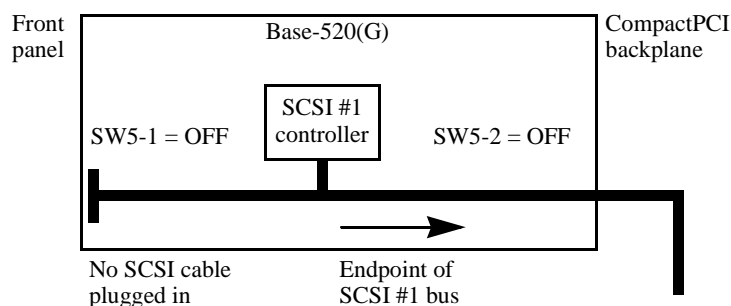 Front
panel
Base-520(G)
CompactPCI
backplane
SCSI #1
controller
SW5-1 = OFF
SW5-2 = OFF
No SCSI cable
plugged in
Endpoint of
SCSI #1 bus